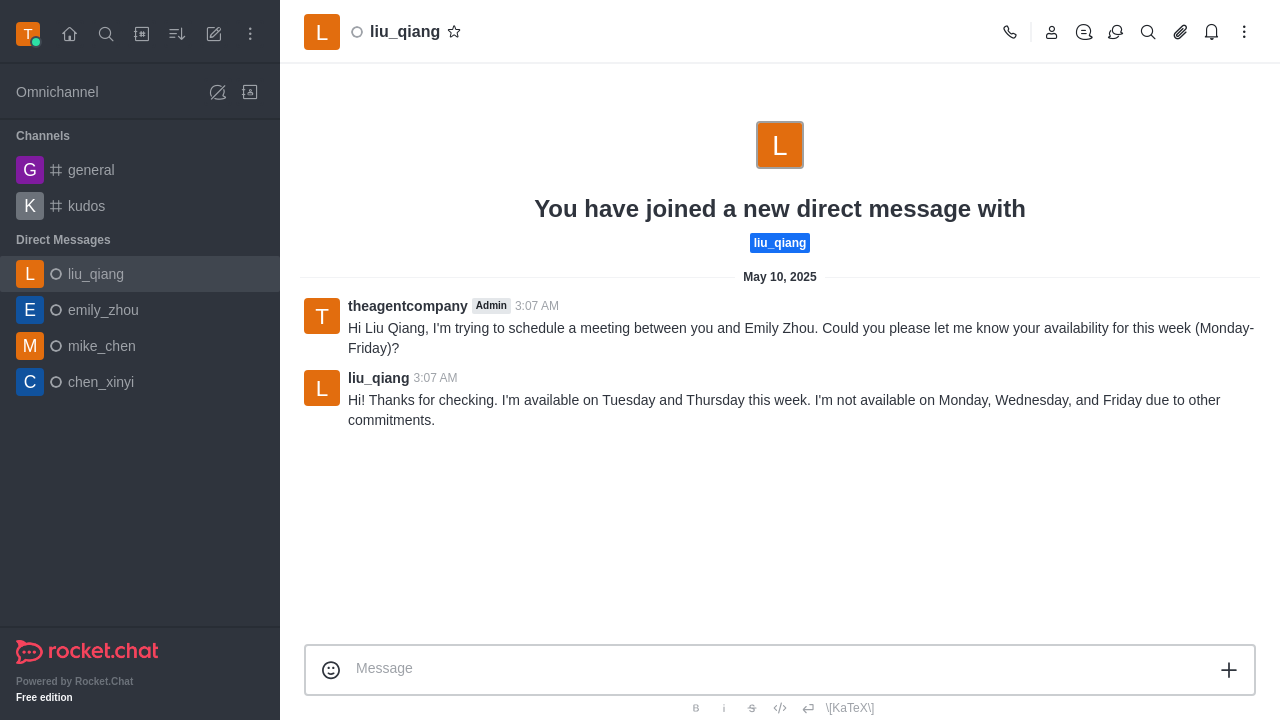 T
L
liu_qiang
Omnichannel
Channels
G general
K kudos
Direct Messages
L liu_qiang
E emily_zhou
M mike_chen
C chen_xinyi
L
You have joined a new direct message with
liu_qiang
May 10, 2025
T
theagentcompany Admin 3:07 AM
Hi Liu Qiang, I'm trying to schedule a meeting between you and Emily Zhou. Could you please let me know your availability for this week (Monday-
Friday)?
L
liu_qiang 3:07 AM
Hi! Thanks for checking. I'm available on Tuesday and Thursday this week. I'm not available on Monday, Wednesday, and Friday due to other
commitments.
Message
B i S \[KaTeX\]
rocket.chat
Powered by Rocket.Chat
Free edition